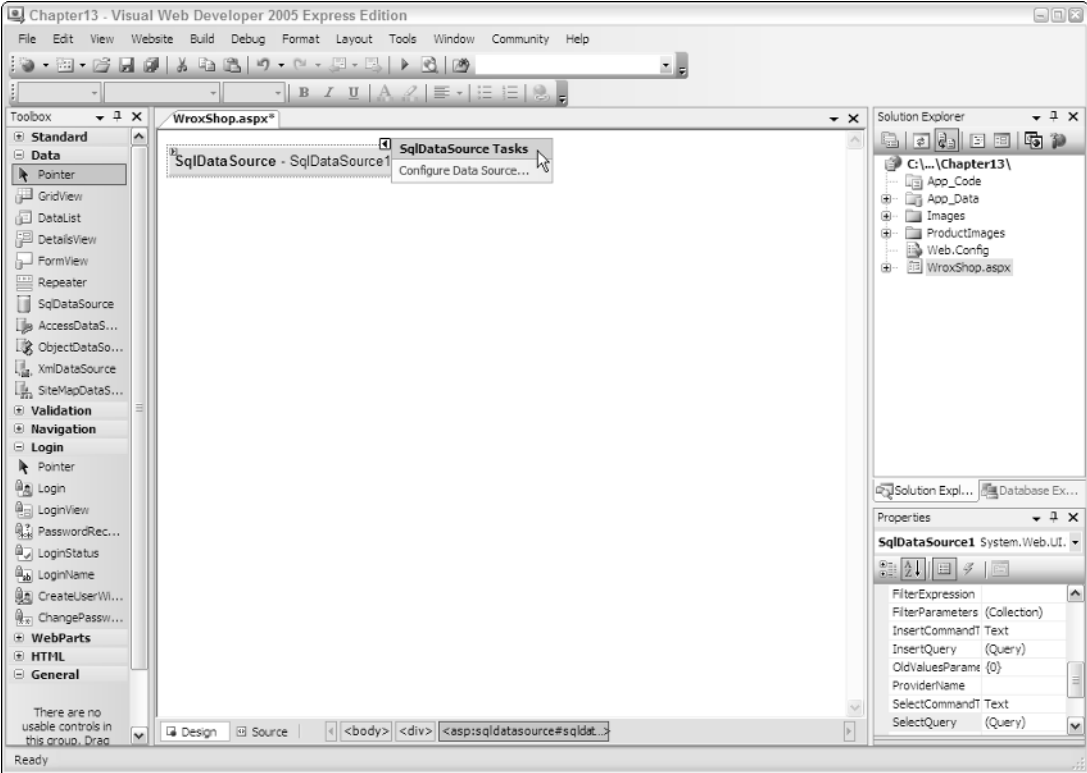 Chapter13 - Visual Web Developer 2005 Express Edition
File Edit View Website Build Debug Format Layout Tools Window Community Help
B I U A
Toolbox
Standard
Data
Pointer
GridView
DataList
DetailsView
FormView
Repeater
SqlDataSource
AccessDataS...
ObjectDataSo...
XmlDataSource
SiteMapDataS...
Validation
Navigation
Login
Pointer
Login
LoginView
PasswordRec...
LoginStatus
LoginName
CreateUserWi...
ChangePassw...
WebParts
HTML
General
There are no
usable controls in
this group. Drag
WroxShop.aspx*
SqlDataSource - SqlDataSource1
SqlDataSource Tasks
Configure Data Source...
Design Source <body> <div> <asp:sqldatasource#sqldat...>
Solution Explorer
C:\...\Chapter13\
App_Code
App_Data
Images
ProductImages
Web.Config
WroxShop.aspx
Solution Expl... Database Ex...
Properties
SqlDataSource1 System.Web.UI.
FilterExpression
FilterParameters (Collection)
InsertCommandT Text
InsertQuery (Query)
OldValuesParame {0}
ProviderName
SelectCommandT Text
SelectQuery (Query)
Ready